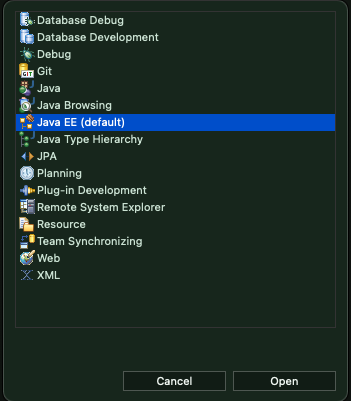 Database Debug
Database Development
Debug
GIT Git
Java
Java Browsing
Java EE (default)
Java Type Hierarchy
JPA
Planning
Plug-in Development
Remote System Explorer
Resource
Team Synchronizing
Web
XML
Cancel Open